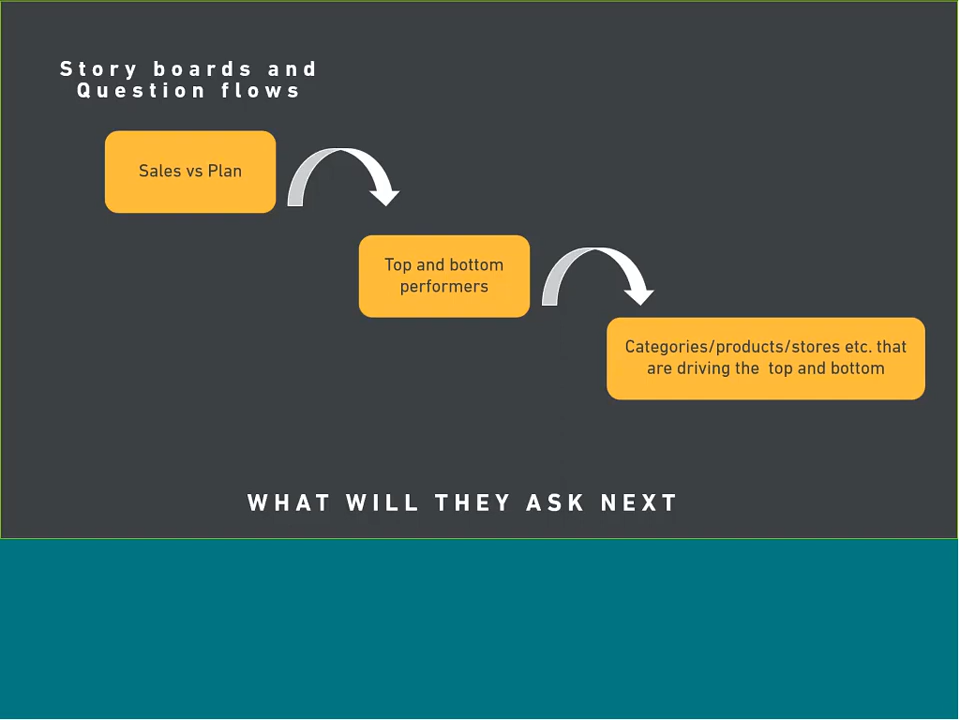 Story boards and
Question flows
Sales vs Plan
Top and bottom
performers
Categories/products/stores etc. that
are driving the  top and bottom
WHAT WILL THEY ASK NEXT